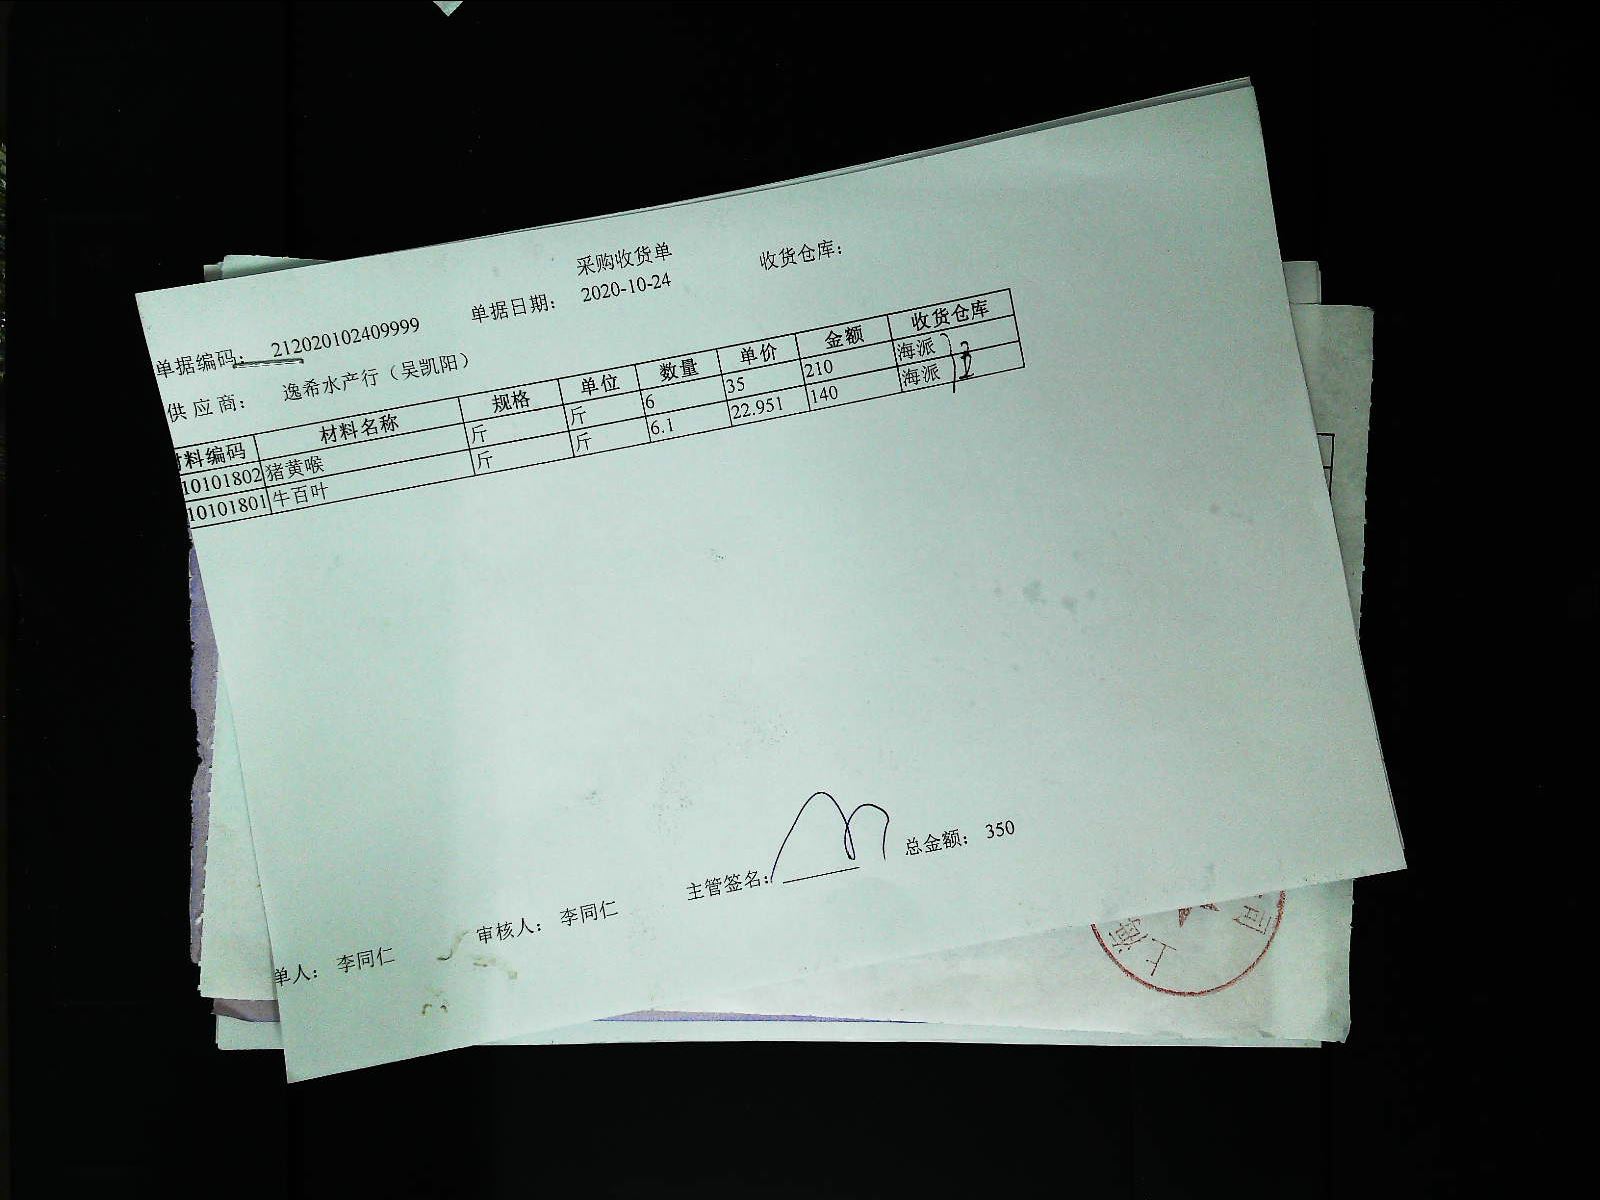 采购收货单
单据编码: 212020102409999 单据日期: 2020-10-24 收货仓库:
供应商: 逸希水产行（吴凯阳）
材料编码 材料名称 规格 单位 数量 单价 金额 收货仓库
10101802 猪黄喉 斤 斤 6 35 210 海派
10101801 牛百叶 斤 斤 6.1 22.951 140 海派
单人: 李同仁 审核人: 李同仁 主管签名: 总金额: 350
上海 司